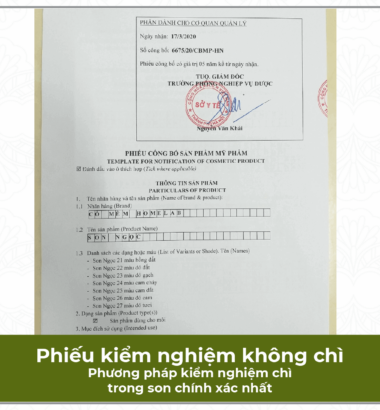 PHẦN DÀNH CHO CƠ QUAN QUẢN LÝ
Ngày nhận: 17/5/2020
Số công bố: 6675/20/CBMP-HN
Phiếu công bố có giá trị 05 năm kể từ ngày nhận.
TUQ. GIÁM ĐỐC
TRƯỞNG PHÒNG NGHIỆP VỤ DƯỢC
SỞ Y TẾ
Nguyễn Văn Khải
PHIẾU CÔNG BỐ SẢN PHẨM MỸ PHẨM
TEMPLATE FOR NOTIFICATION OF COSMETIC PRODUCT
Đánh dấu vào ô thích hợp (Tick where applicable)
THÔNG TIN SẢN PHẨM
PARTICULARS OF PRODUCT
1. Tên nhãn hàng và tên sản phẩm (Name of brand & product):
1.1 Nhãn hàng (Brand)
CỎ MỀM HOMELAB
1.2 Tên sản phẩm (Product Name)
SON NGỌC
1.3 Danh sách các dạng hoặc màu (List of Variants or Shade). Tên (Names)
- Son Ngọc 21 màu hồng đất
- Son Ngọc 22 màu đỏ đất
- Son Ngọc 23 màu đỏ gạch
- Son Ngọc 24 màu cam cháy
- Son Ngọc 25 màu cam đất
- Son Ngọc 26 màu đỏ cam
- Son Ngọc 27 màu đỏ tươi
2. Dạng sản phẩm (Product type(s))
Sản phẩm dùng cho môi
3. Mục đích sử dụng (Intended use)
Phiếu kiểm nghiệm không chì
Phương pháp kiểm nghiệm chì
trong son chính xác nhất